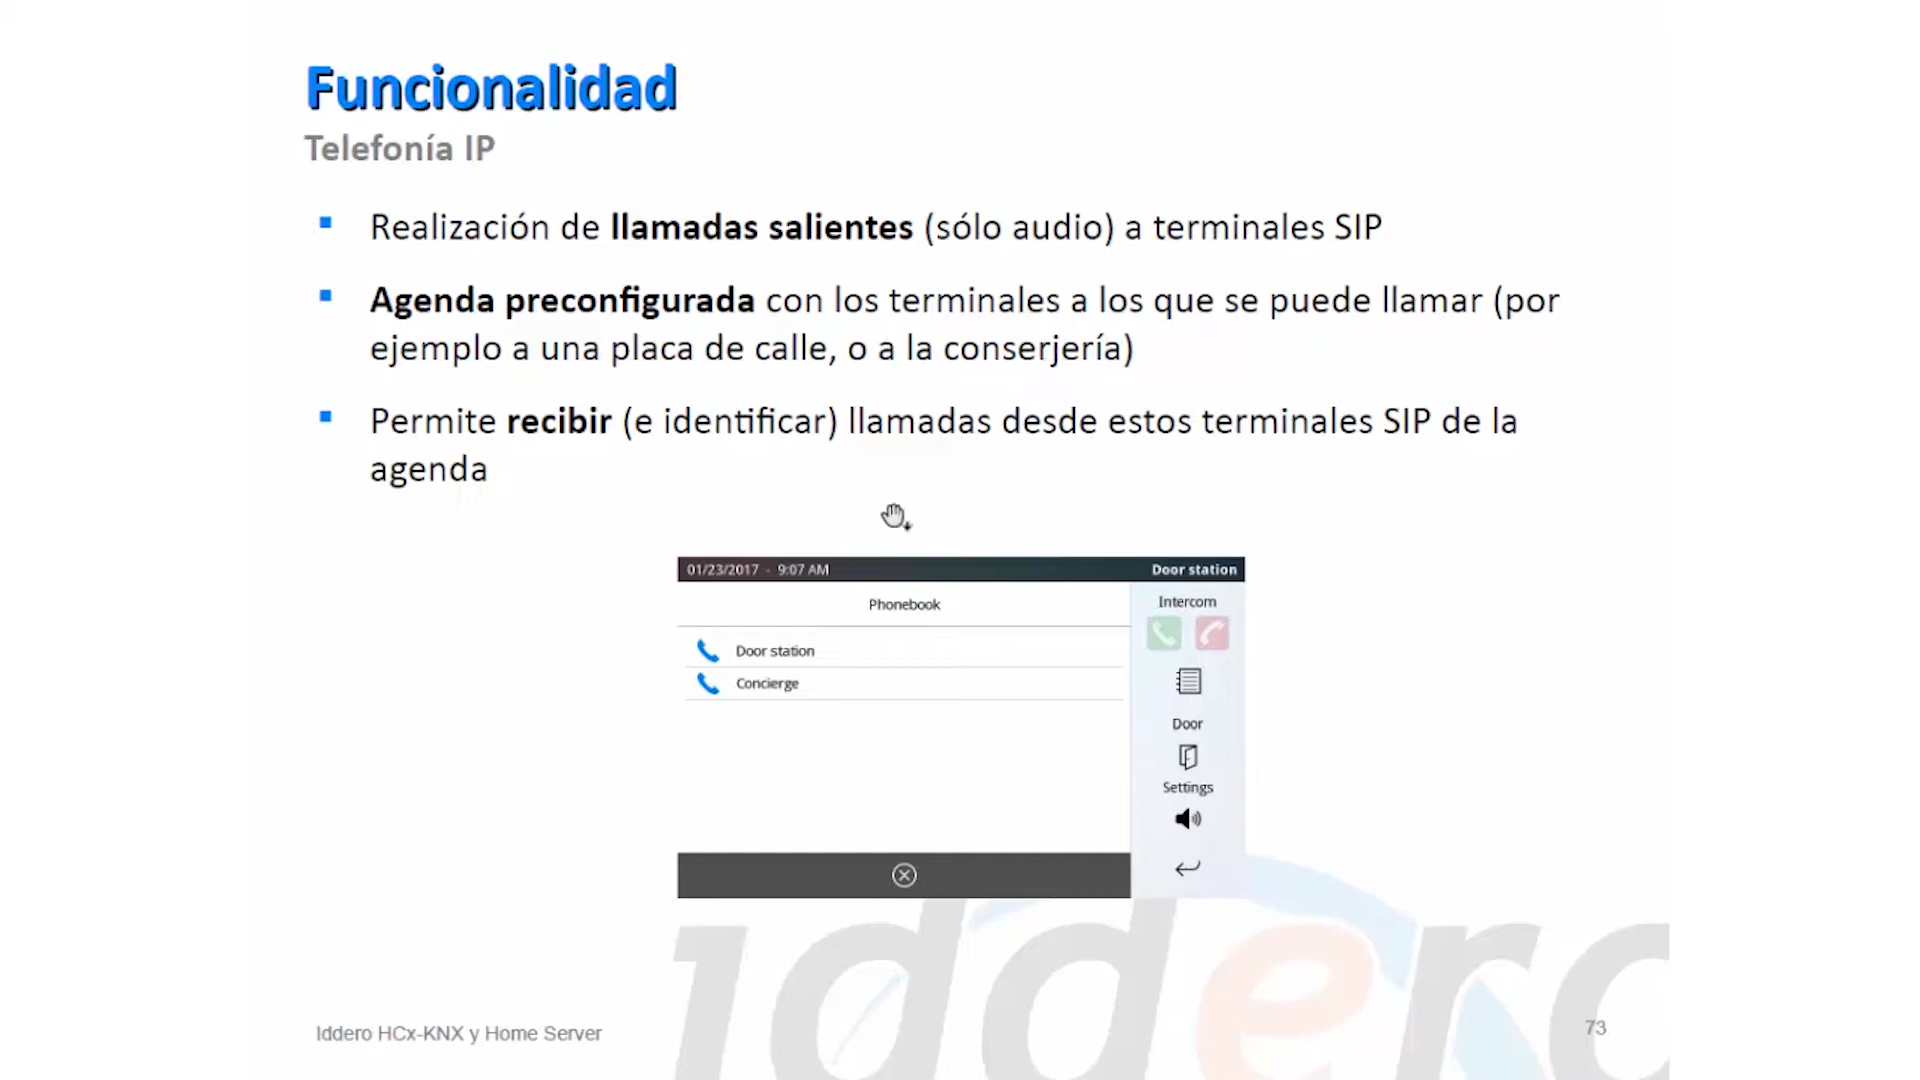 Funcionalidad
Telefonía IP
Realización de llamadas salientes (sólo audio) a terminales SIP
Agenda preconfigurada con los terminales a los que se puede llamar (por
ejemplo a una placa de calle, o a la conserjería)
Permite recibir (e identificar) llamadas desde estos terminales SIP de la
agenda
01/23/2017 - 9:07 AM
Door station
Phonebook
Door station
Concierge
Intercom
Door
Settings
iddero
Iddero HCx-KNX y Home Server
73